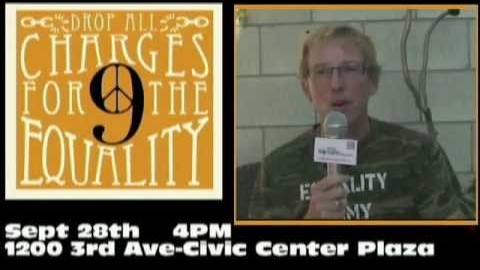 DROP ALL
CHARGES
FOR THE
9
EQUALITY
EQUALITY
Sept 28th 4PM
1200 3rd Ave-Civic Center Plaza